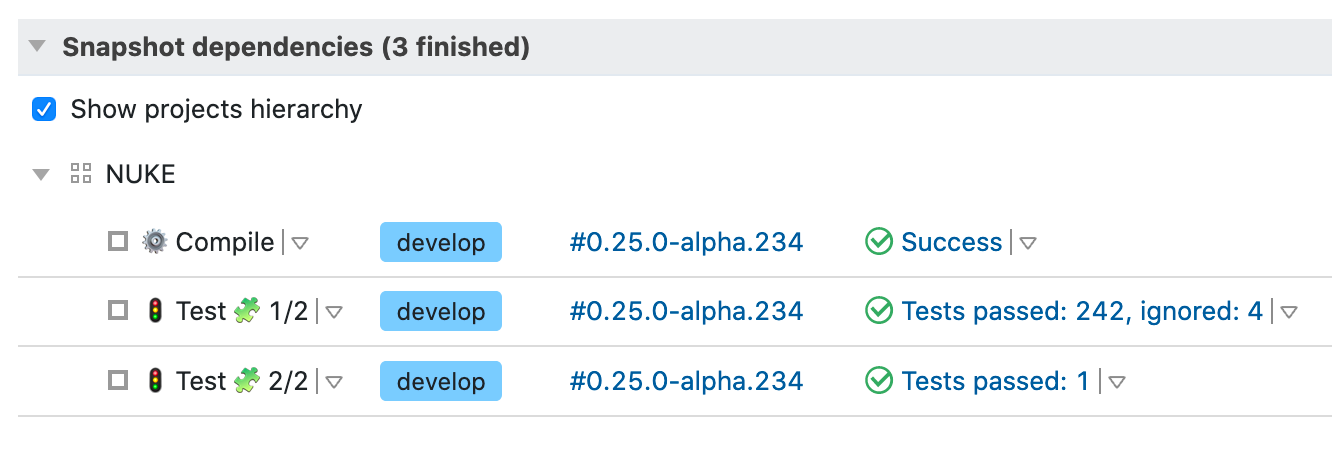 Snapshot dependencies (3 finished)
Show projects hierarchy
NUKE
Compile develop #0.25.0-alpha.234 Success
Test 1/2 develop #0.25.0-alpha.234 Tests passed: 242, ignored: 4
Test 2/2 develop #0.25.0-alpha.234 Tests passed: 1